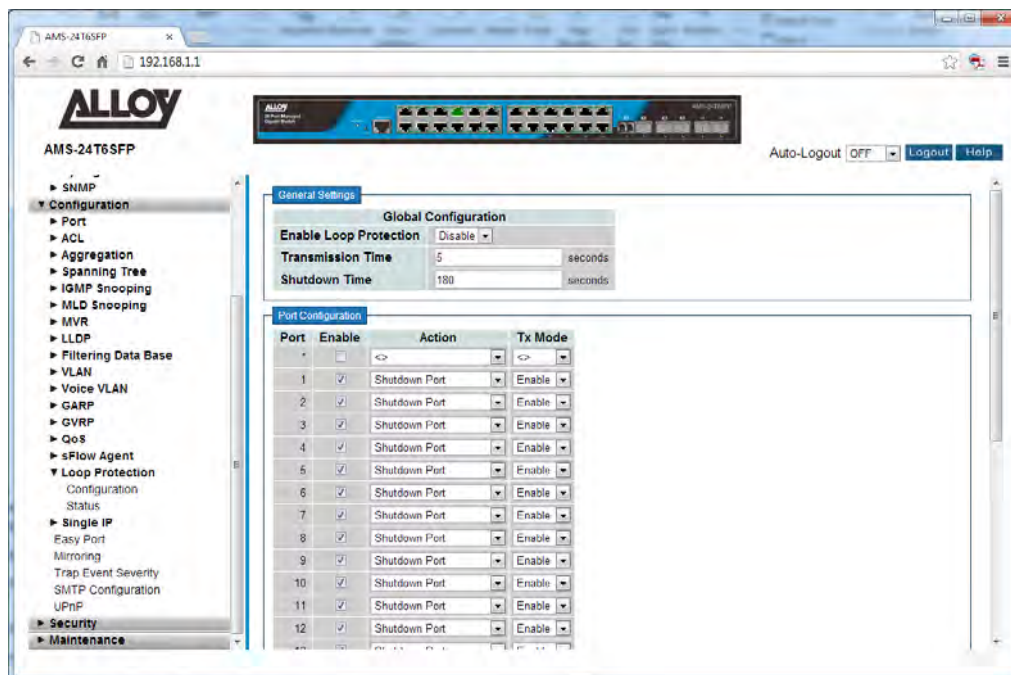 AMS-24T6SFP
192.168.1.1
ALLOY
ALLOY
AMS-24T6SFP
Auto-Logout OFF Logout Help
SNMP
Configuration
Port
ACL
Aggregation
Spanning Tree
IGMP Snooping
MLD Snooping
MVR
LLDP
Filtering Data Base
VLAN
Voice VLAN
GARP
GVRP
QoS
sFlow Agent
Loop Protection
Configuration
Status
Single IP
Easy Port
Mirroring
Trap Event Severity
SMTP Configuration
UPnP
Security
Maintenance
General Settings
Global Configuration
Enable Loop Protection Disable
Transmission Time 5 seconds
Shutdown Time 180 seconds
Port Configuration
Port Enable Action Tx Mode
* <> <>
1 Shutdown Port Enable
2 Shutdown Port Enable
3 Shutdown Port Enable
4 Shutdown Port Enable
5 Shutdown Port Enable
6 Shutdown Port Enable
7 Shutdown Port Enable
8 Shutdown Port Enable
9 Shutdown Port Enable
10 Shutdown Port Enable
11 Shutdown Port Enable
12 Shutdown Port Enable